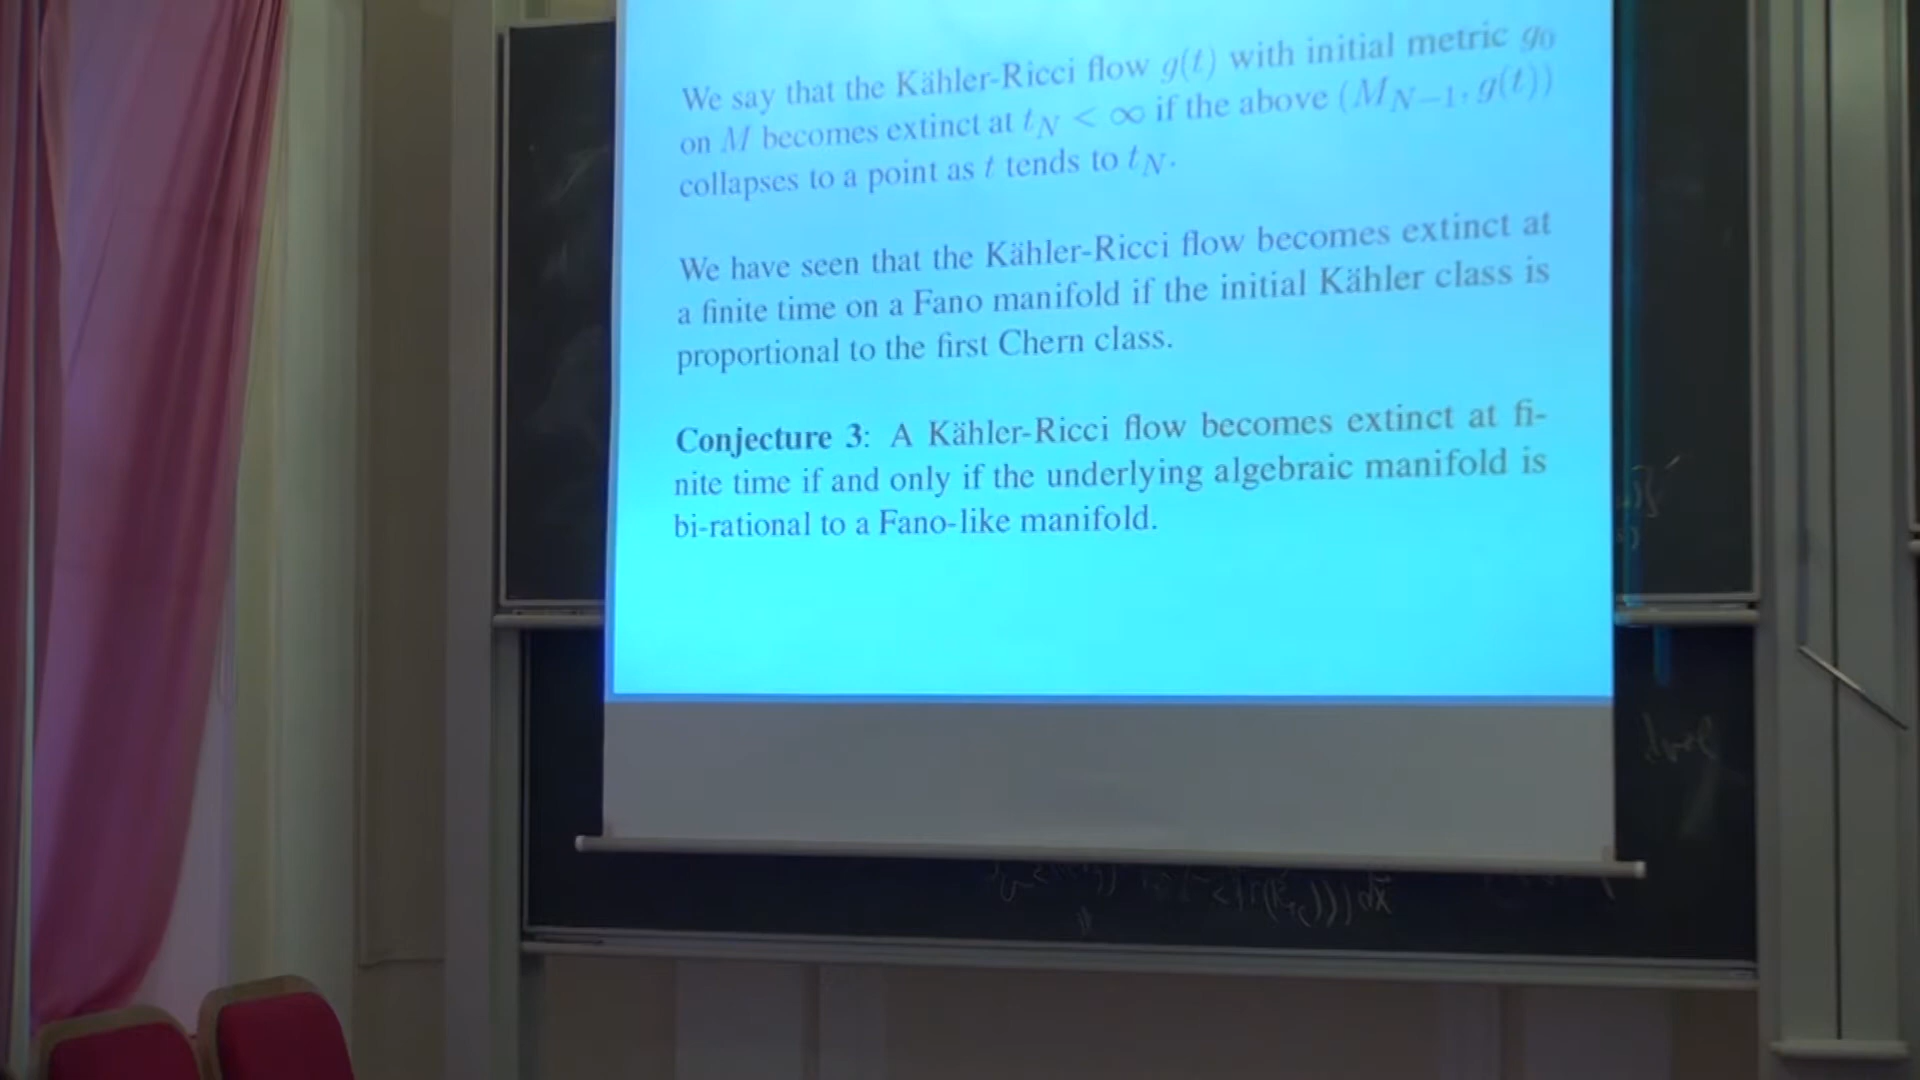 We say that the Kähler-Ricci flow g(t) with initial metric g₀
on M becomes extinct at t_N < ∞ if the above (M_{N−1}, g(t))
collapses to a point as t tends to t_N.
We have seen that the Kähler-Ricci flow becomes extinct at
a finite time on a Fano manifold if the initial Kähler class is
proportional to the first Chern class.
Conjecture 3: A Kähler-Ricci flow becomes extinct at fi-
nite time if and only if the underlying algebraic manifold is
bi-rational to a Fano-like manifold.